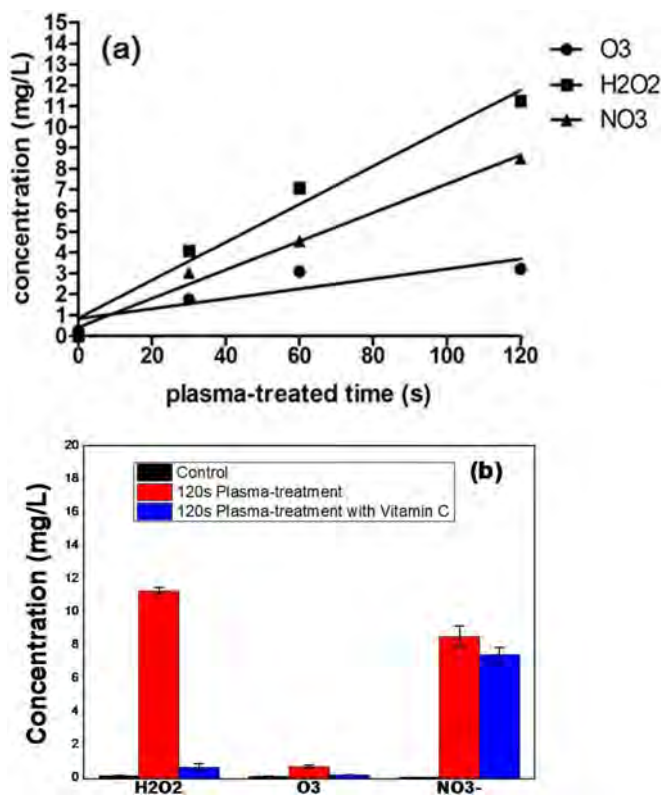 (a)
concentration (mg/L)
15
14
13
12
11
10
9
8
7
6
5
4
3
2
1
0
0 20 40 60 80 100 120
plasma-treated time (s)
O3
H2O2
NO3
(b)
Concentration (mg/L)
20
18
16
14
12
10
8
6
4
2
0
Control
120s Plasma-treatment
120s Plasma-treatment with Vitamin C
H2O2 O3 NO3-